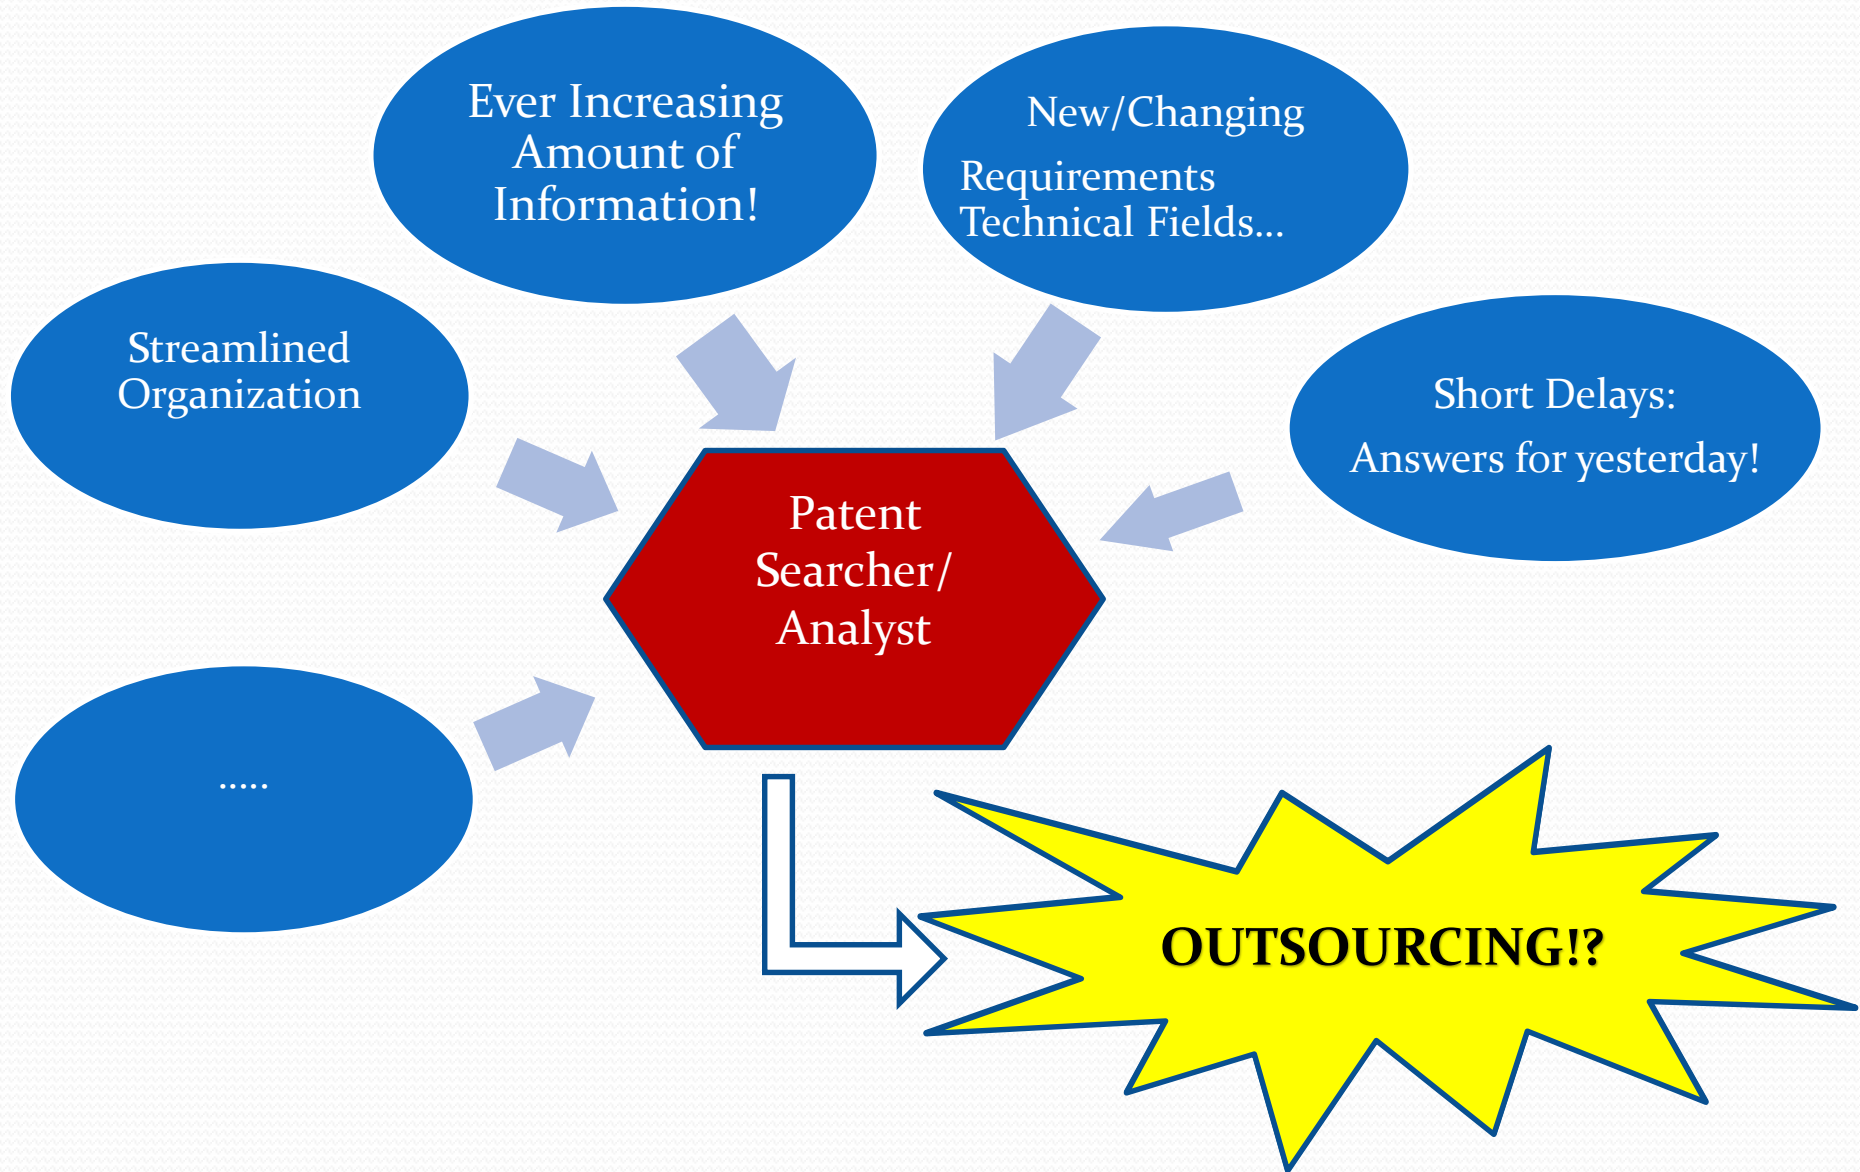 Ever Increasing
Amount of
Information!
New/Changing
Requirements
Technical Fields...
Streamlined
Organization
Short Delays:
Answers for yesterday!
Patent
Searcher/
Analyst
.....
OUTSOURCING!?